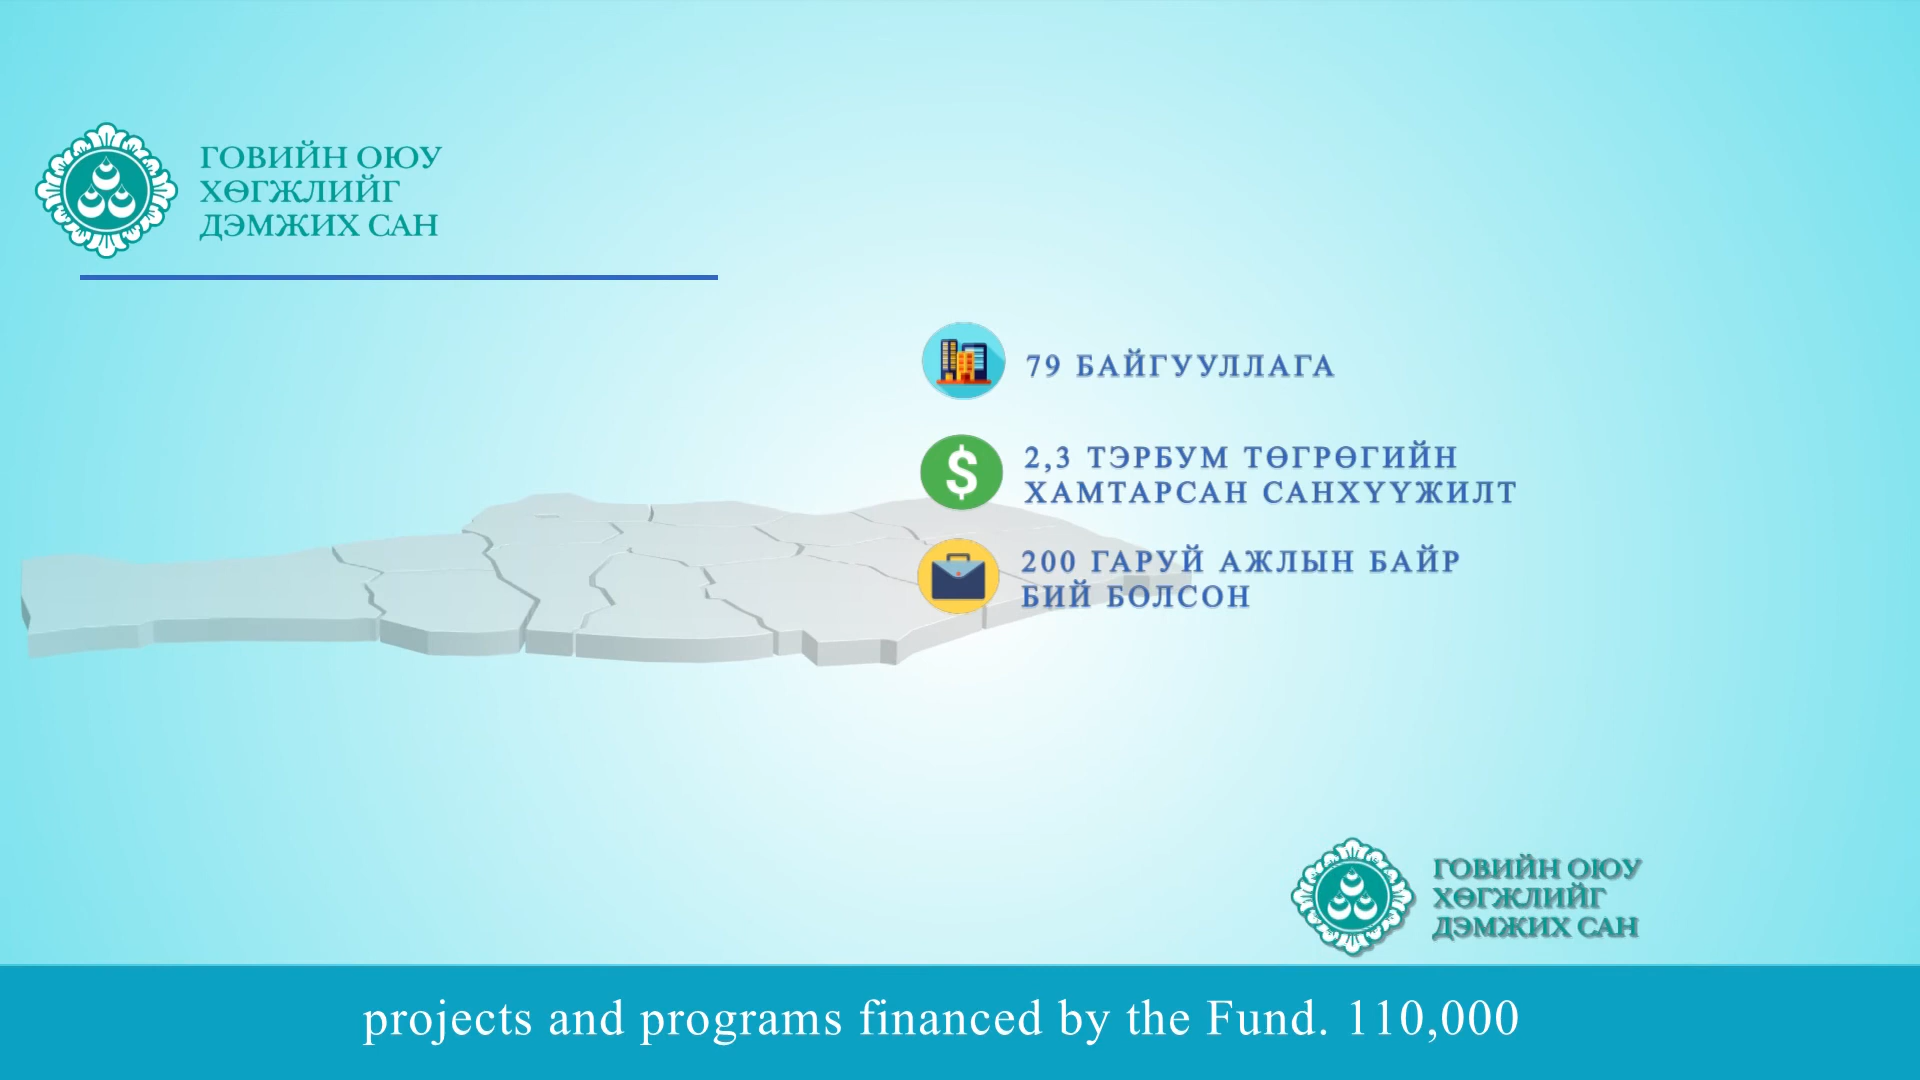 ГОВИЙН ОЮУ
ХӨГЖЛИЙГ
ДЭМЖИХ САН
79 БАЙГУУЛЛАГА
2,3 ТЭРБУМ ТӨГРӨГИЙН
ХАМТАРСАН САНХҮҮЖИЛТ
200 ГАРУЙ АЖЛЫН БАЙР
БИЙ БОЛСОН
ГОВИЙН ОЮУ
ХӨГЖЛИЙГ
ДЭМЖИХ САН
projects and programs financed by the Fund. 110,000